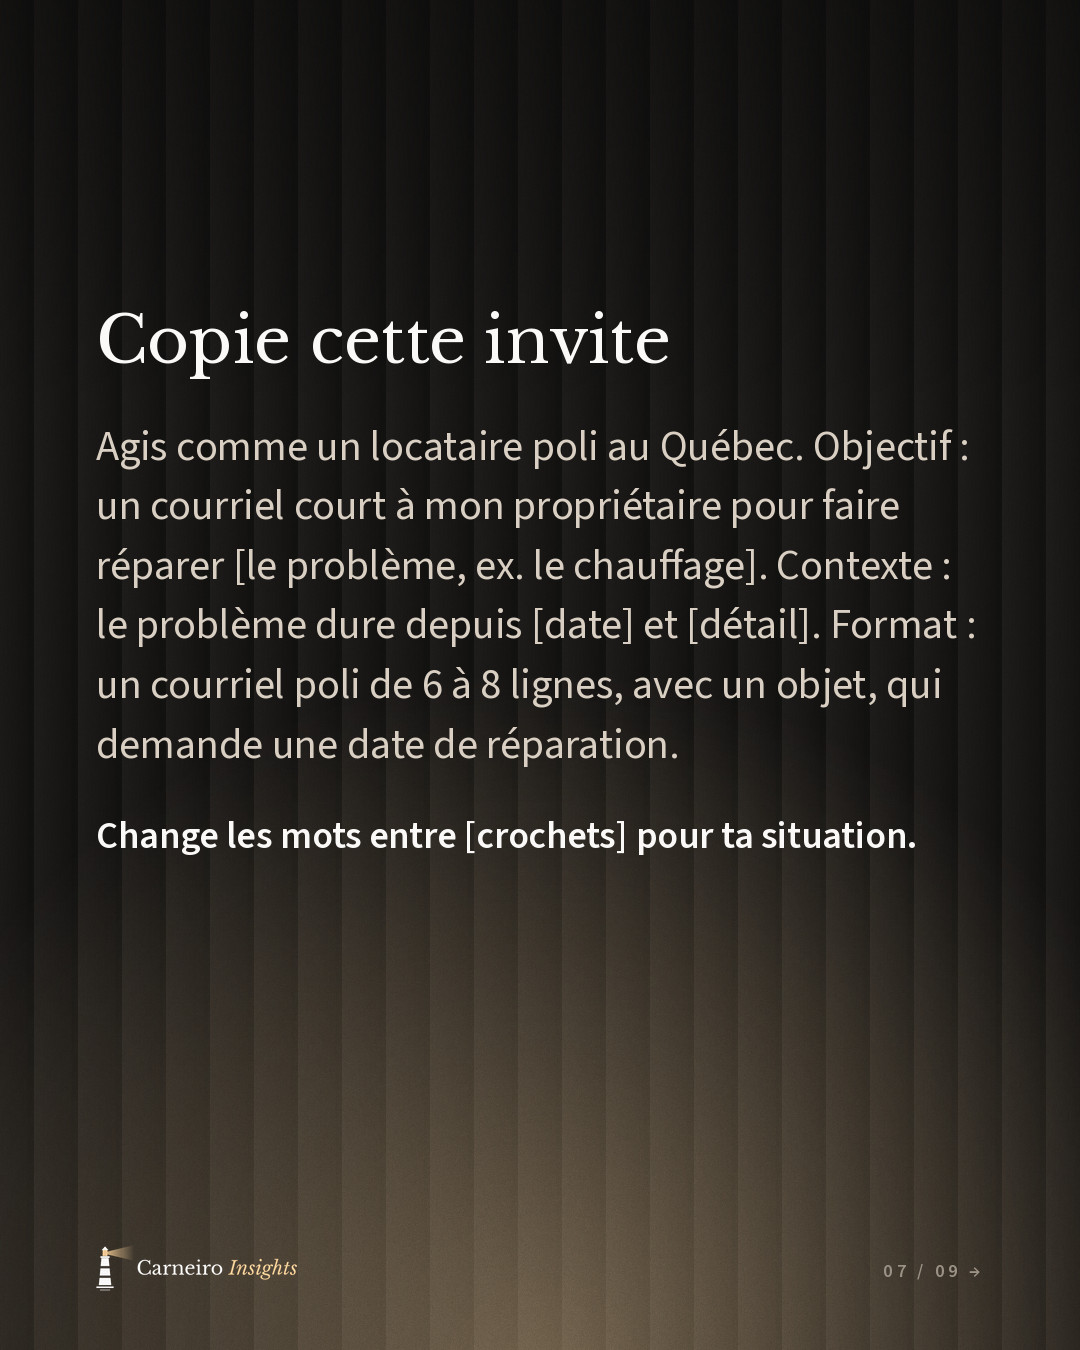 Copie cette invite
Agis comme un locataire poli au Québec. Objectif :
un courriel court à mon propriétaire pour faire
réparer [le problème, ex. le chauffage]. Contexte :
le problème dure depuis [date] et [détail]. Format :
un courriel poli de 6 à 8 lignes, avec un objet, qui
demande une date de réparation.
Change les mots entre [crochets] pour ta situation.
Carneiro Insights
07 / 09 →